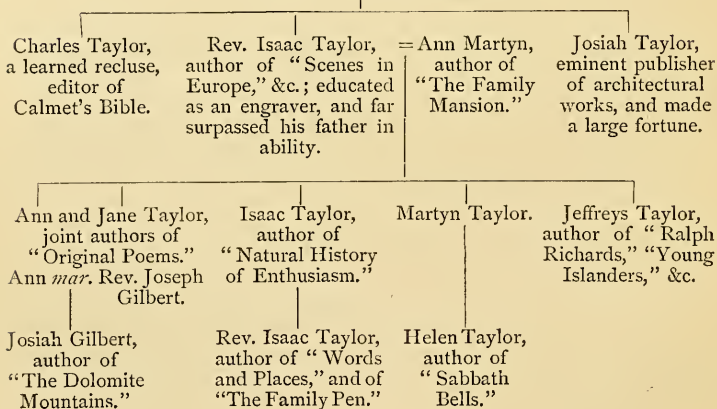 Charles Taylor,
a learned recluse,
editor of
Calmet's Bible.
Rev. Isaac Taylor,
author of "Scenes in
Europe," &c.; educated
as an engraver, and far
surpassed his father in
ability.
= Ann Martyn,
author of
"The Family
Mansion."
Josiah Taylor,
eminent publisher
of architectural
works, and made
a large fortune.
Ann and Jane Taylor,
joint authors of
"Original Poems."
Ann mar. Rev. Joseph
Gilbert.
Isaac Taylor,
author of
"Natural History
of Enthusiasm."
Martyn Taylor.
Jeffreys Taylor,
author of "Ralph
Richards," "Young
Islanders," &c.
Josiah Gilbert,
author of
"The Dolomite
Mountains."
Rev. Isaac Taylor,
author of "Words
and Places," and of
"The Family Pen."
Helen Taylor,
author of
"Sabbath
Bells."